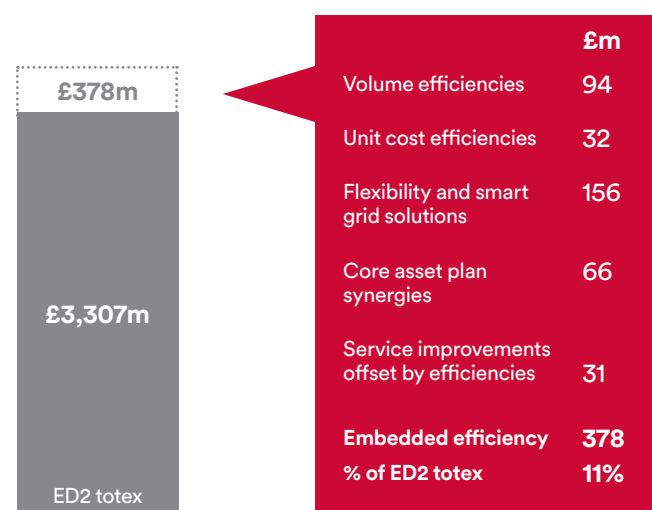 £378m
£3,307m
ED2 totex
£m
Volume efficiencies 94
Unit cost efficiencies 32
Flexibility and smart 156
grid solutions
Core asset plan 66
synergies
Service improvements
offset by efficiencies 31
Embedded efficiency 378
% of ED2 totex 11%